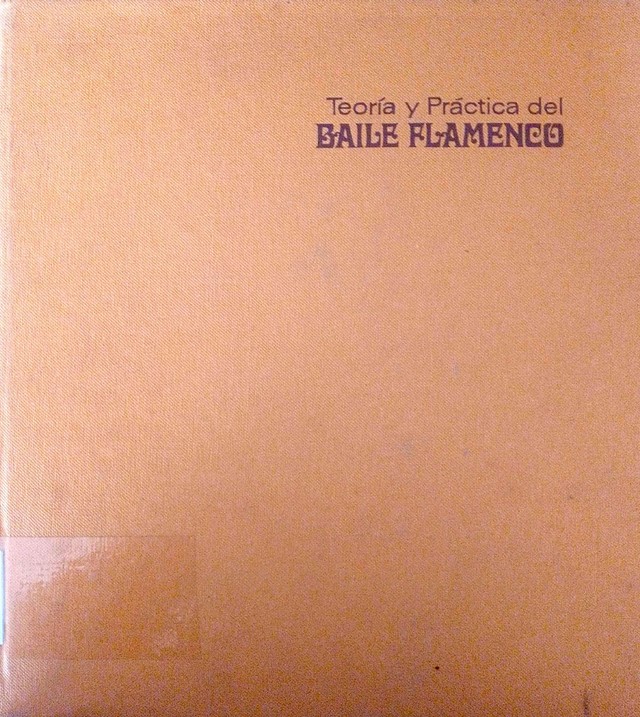 Teoría y Práctica del
BAILE FLAMENCO